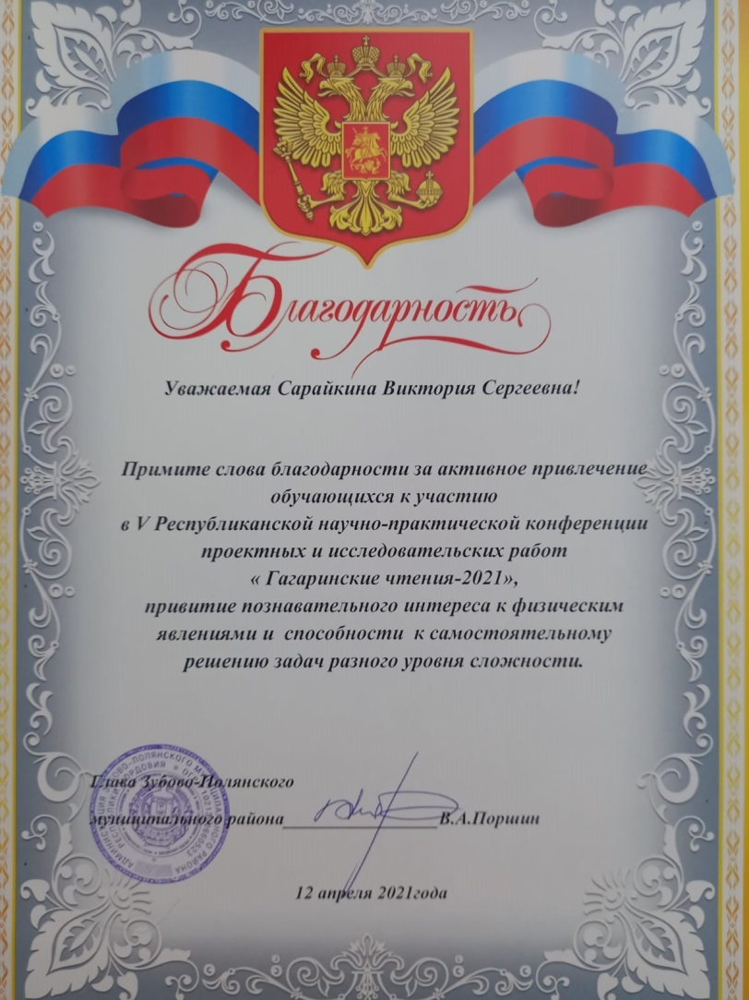 Благодарность
Уважаемая Сарайкина Виктория Сергеевна!
Примите слова благодарности за активное привлечение
обучающихся к участию
в V Республиканской научно-практической конференции
проектных и исследовательских работ
« Гагаринские чтения-2021»,
привитие познавательного интереса к физическим
явлениями и способности к самостоятельному
решению задач разного уровня сложности.
Глава Зубово-Полянского
муниципального района В.А.Поршин
12 апреля 2021года